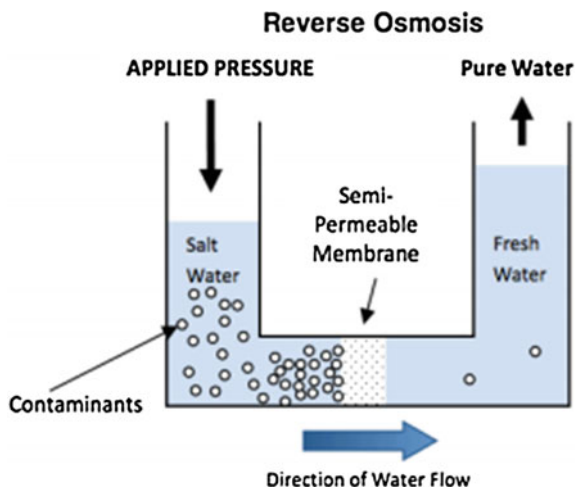 Reverse Osmosis
APPLIED PRESSURE
Pure Water
Semi-
Permeable
Membrane
Salt
Water
Fresh
Water
Contaminants
Direction of Water Flow